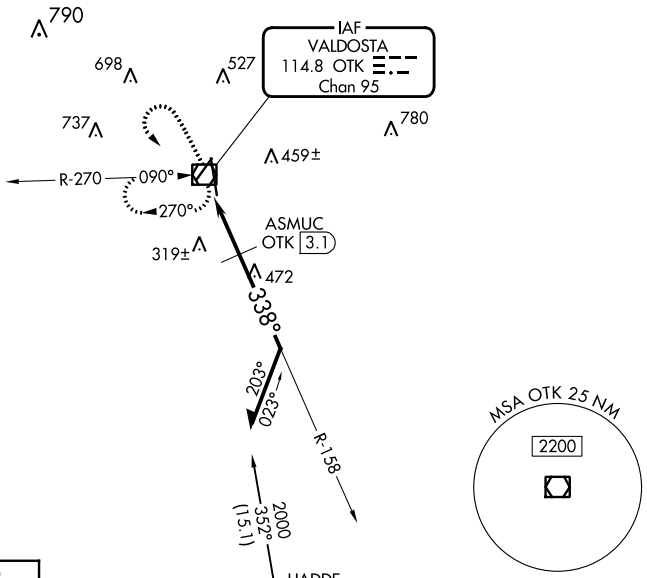 790
IAF
VALDOSTA
114.8 OTK
Chan 95
698
527
737
780
459±
R-270
090°
270°
ASMUC
OTK 3.1
319±
472
338°
203°
023°
R-158
2000
352°
(15.1)
MSA OTK 25 NM
2200